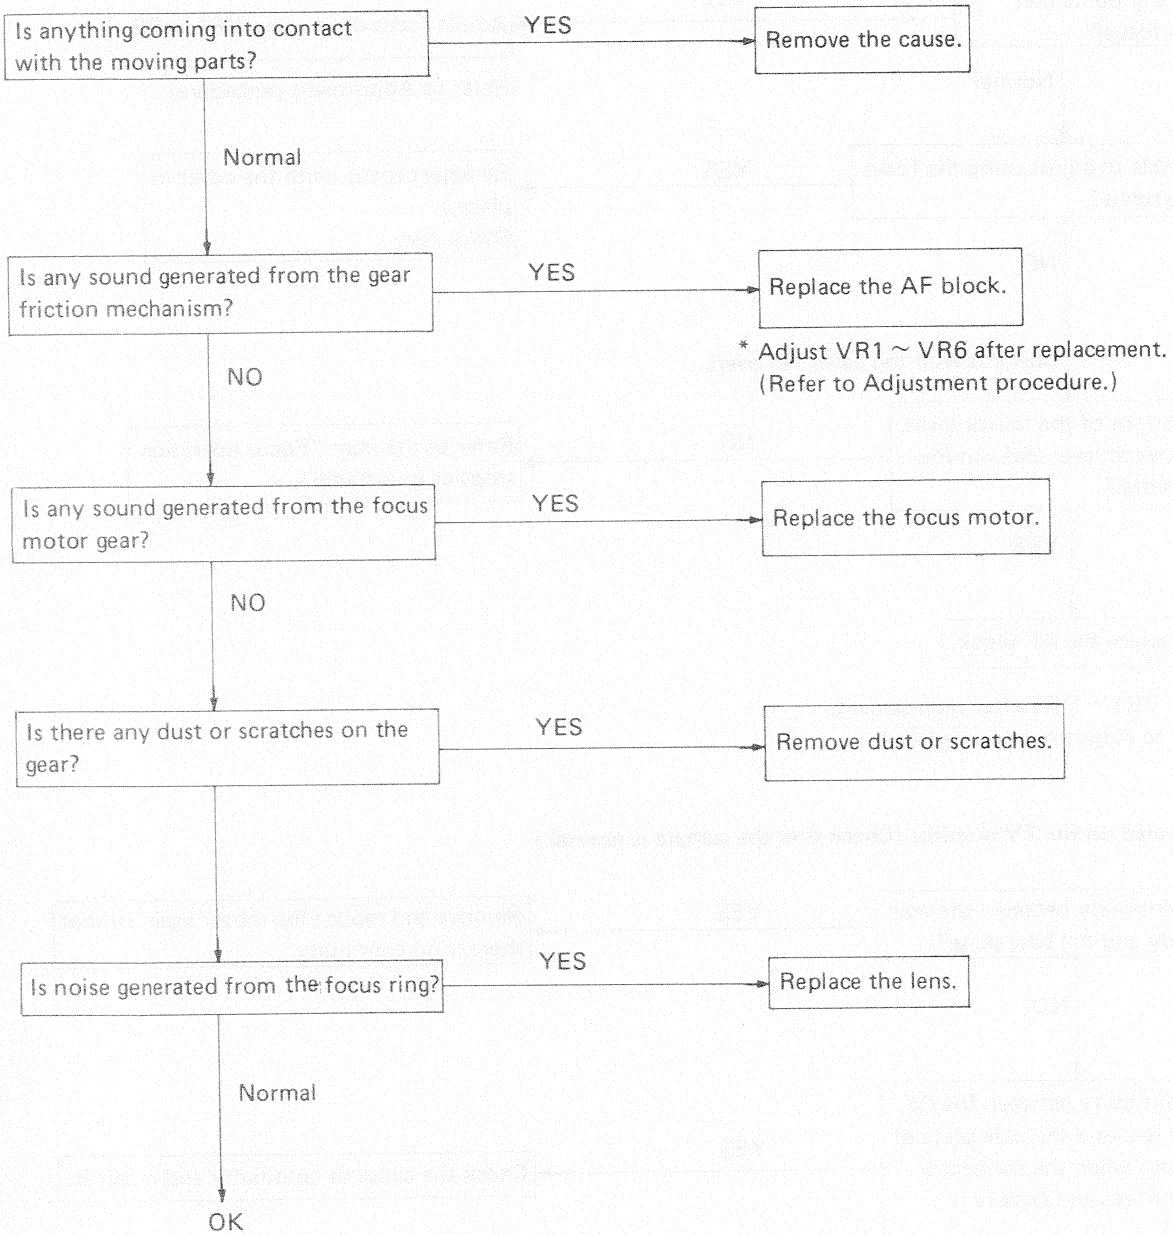 Is anything coming into contact
with the moving parts?
YES
Remove the cause.
Normal
Is any sound generated from the gear
friction mechanism?
YES
Replace the AF block.
* Adjust VR1 ~ VR6 after replacement.
(Refer to Adjustment procedure.)
NO
Is any sound generated from the focus
motor gear?
YES
Replace the focus motor.
NO
Is there any dust or scratches on the
gear?
YES
Remove dust or scratches.
Is noise generated from the focus ring?
YES
Replace the lens.
Normal
OK